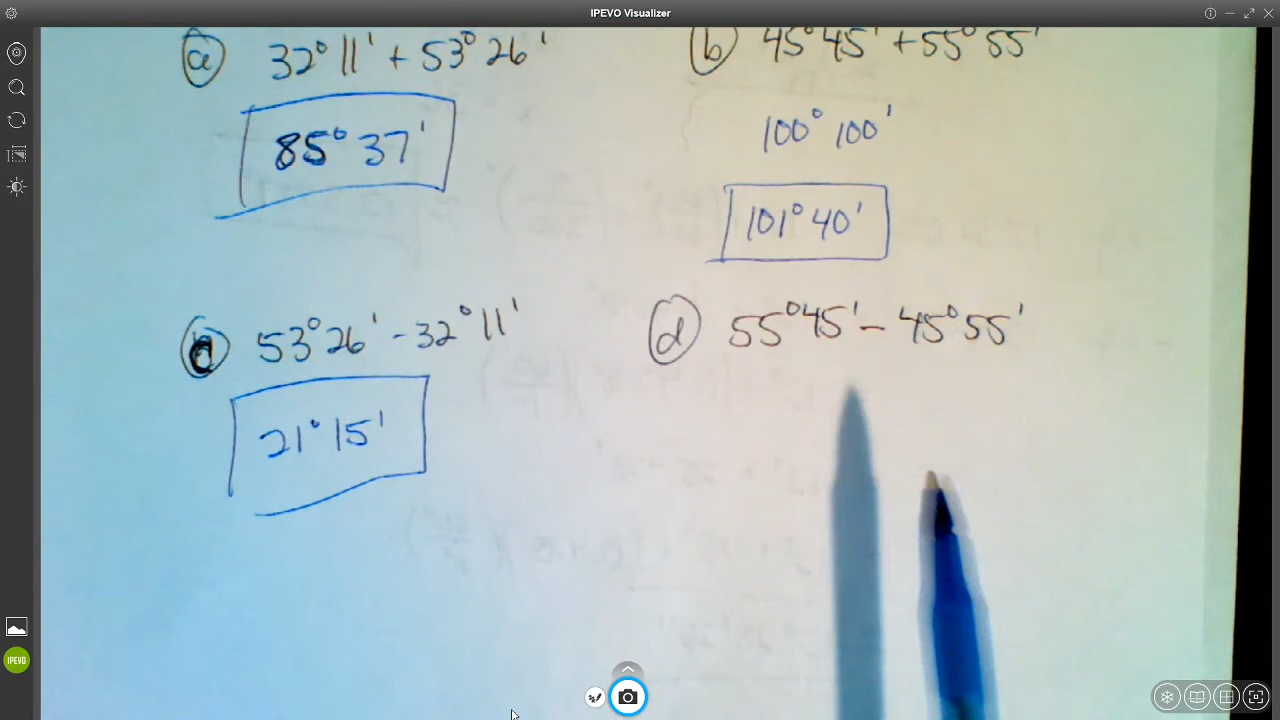 IPEVO Visualizer
(a) 32°11' + 53°26'
85°37'
(b) 45°45' + 55°55'
100°100'
101°40'
53°26' - 32°11'
21°15'
(d) 55°45' - 45°55'
IPEVO